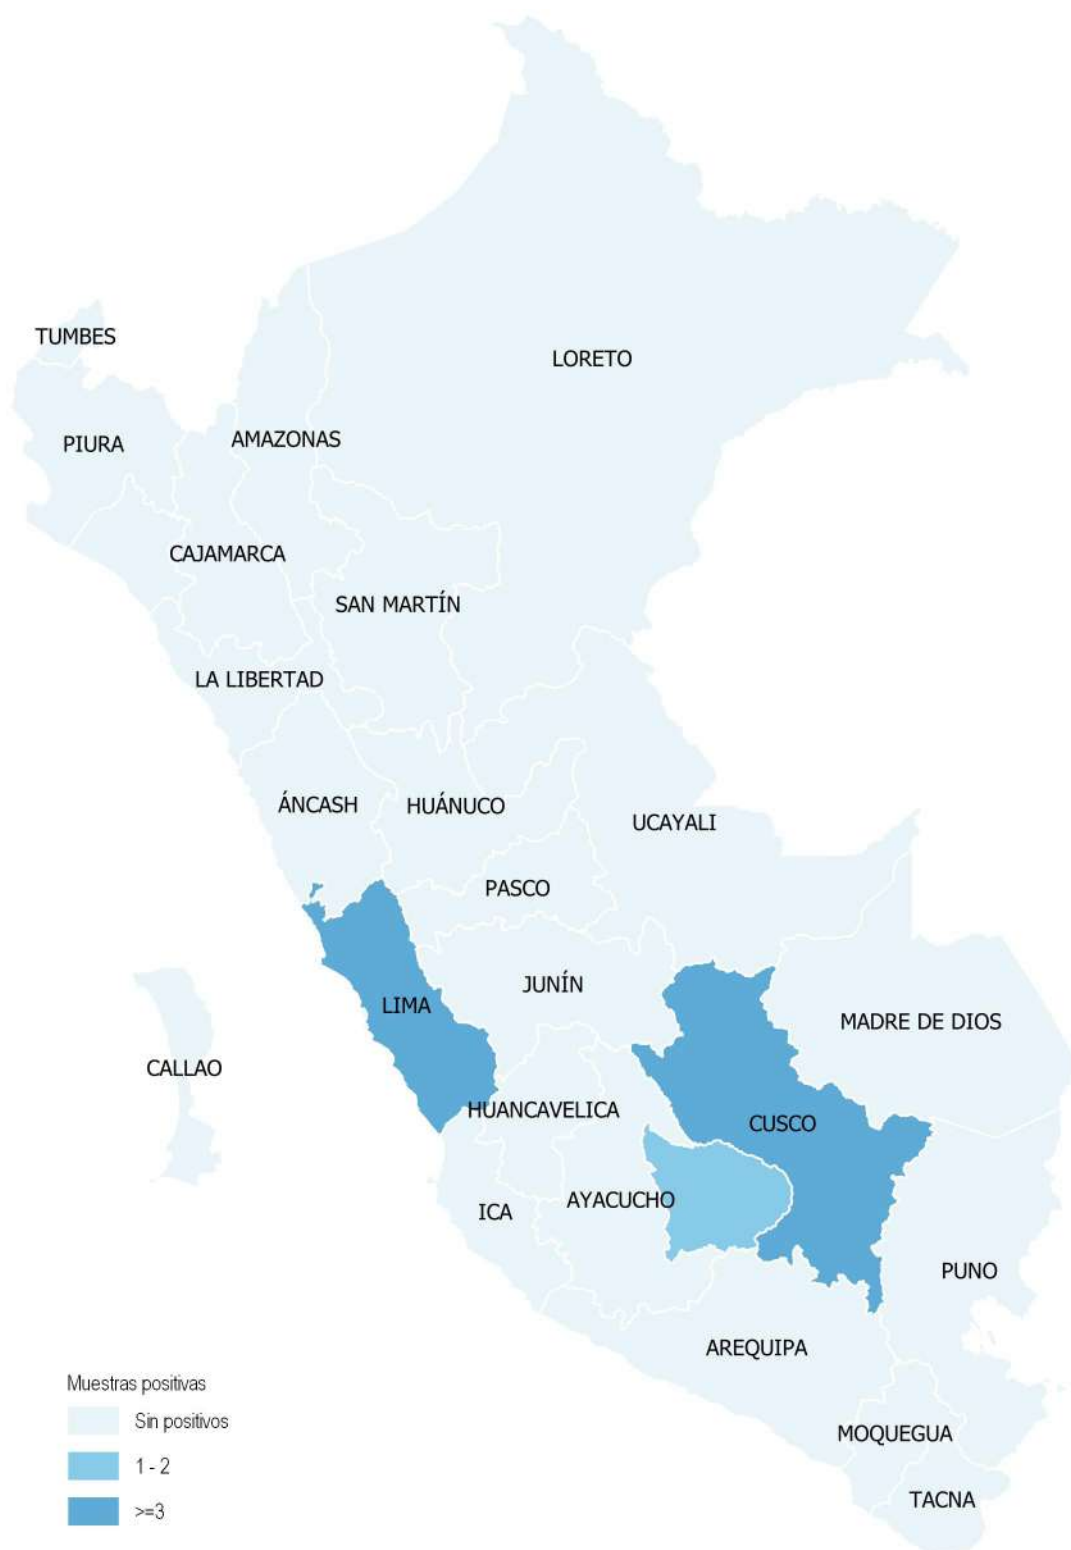 TUMBES
LORETO
PIURA
AMAZONAS
CAJAMARCA
SAN MARTÍN
LA LIBERTAD
ÁNCASH
HUÁNUCO
UCAYALI
PASCO
JUNÍN
LIMA
MADRE DE DIOS
CALLAO
HUANCAVELICA
CUSCO
AYACUCHO
ICA
PUNO
AREQUIPA
MOQUEGUA
TACNA
Muestras positivas
Sin positivos
1 - 2
>=3